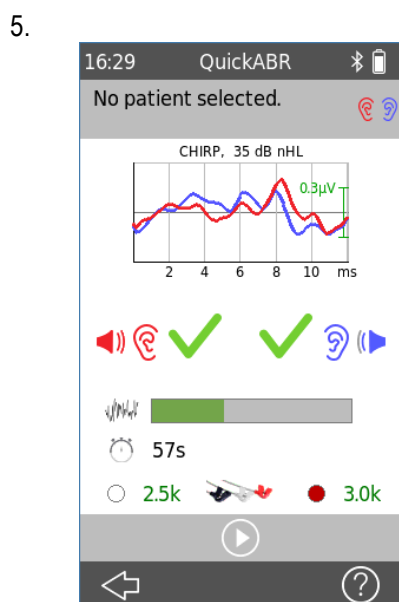 5.
16:29 QuickABR
No patient selected.
CHIRP, 35 dB nHL
0.3µV
2 4 6 8 10 ms
57s
2.5k 3.0k
?